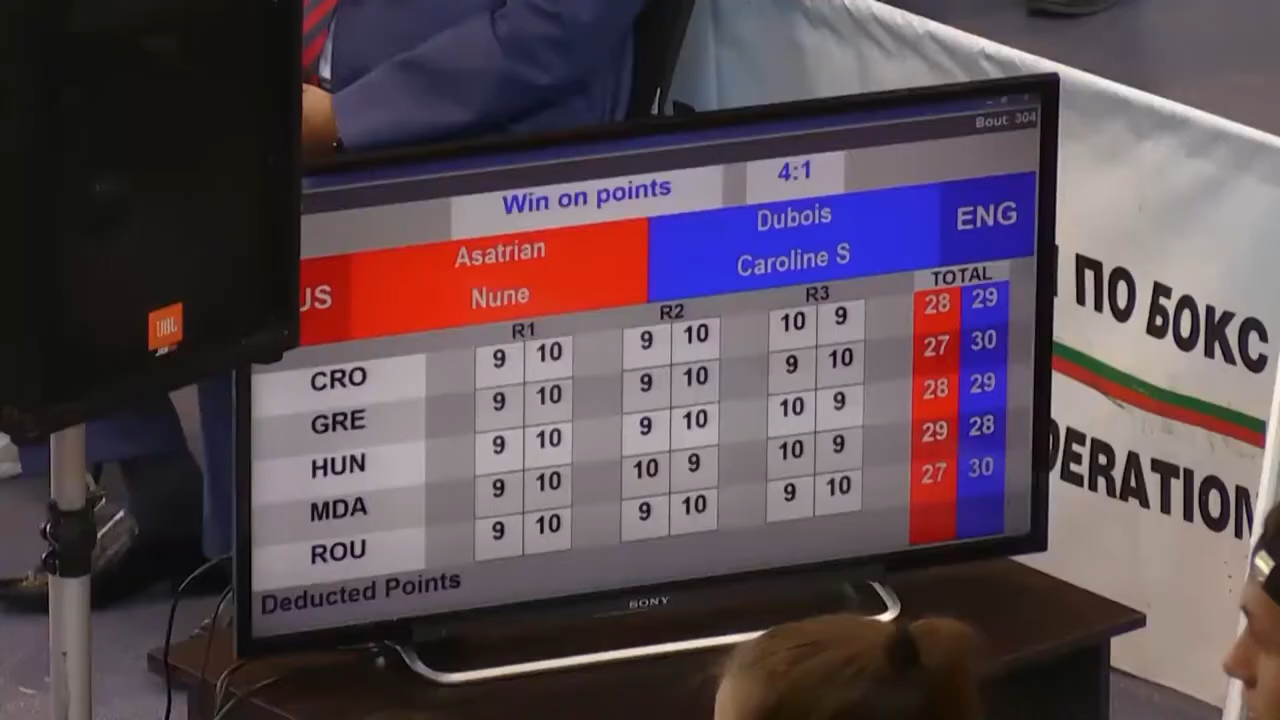 Bout: 304
Win on points 4:1
Asatrian Dubois ENG
Nune Caroline S
R1 R2 R3 TOTAL
CRO 9 10 9 10 10 9 28 29
GRE 9 10 9 10 9 10 27 30
HUN 9 10 9 10 10 9 28 29
MDA 9 10 10 9 10 9 29 28
ROU 9 10 9 10 9 10 27 30
Deducted Points
SONY
JBL
ПО БОКС